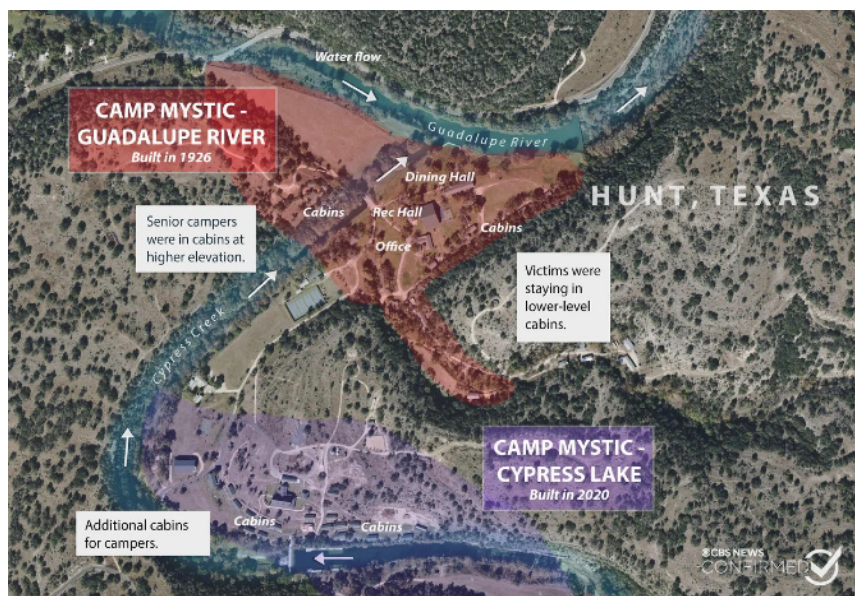 Water flow
CAMP MYSTIC -
GUADALUPE RIVER
Built in 1926
Guadalupe River
Dining Hall
HUNT, TEXAS
Cabins
Rec Hall
Cabins
Office
Senior campers
were in cabins at
higher elevation.
Victims were
staying in
lower-level
cabins.
Cypress Creek
CAMP MYSTIC -
CYPRESS LAKE
Built in 2020
Additional cabins
for campers.
Cabins
Cabins
CBS NEWS
CONFIRMED